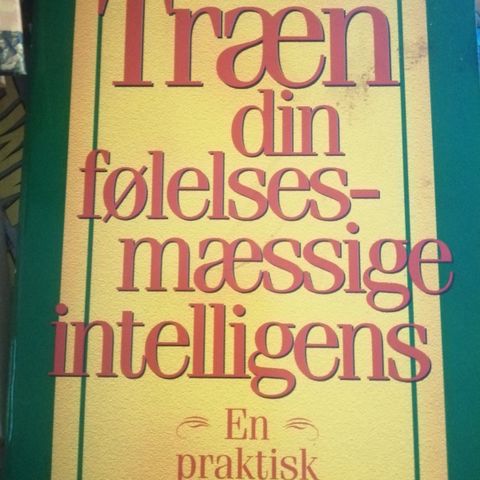 Træn
din
følelses-
mæssige
intelligens
En
praktisk